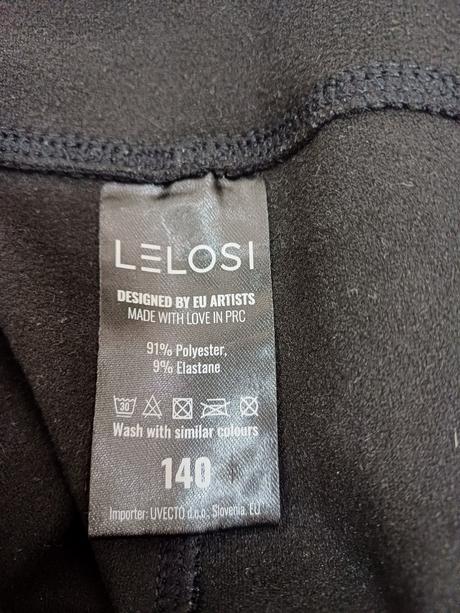 LELOSI
DESIGNED BY EU ARTISTS
MADE WITH LOVE IN PRC
91% Polyester,
9% Elastane
30
Wash with similar colours
140
Importer: UVECTO d.o.o., Slovenia, EU